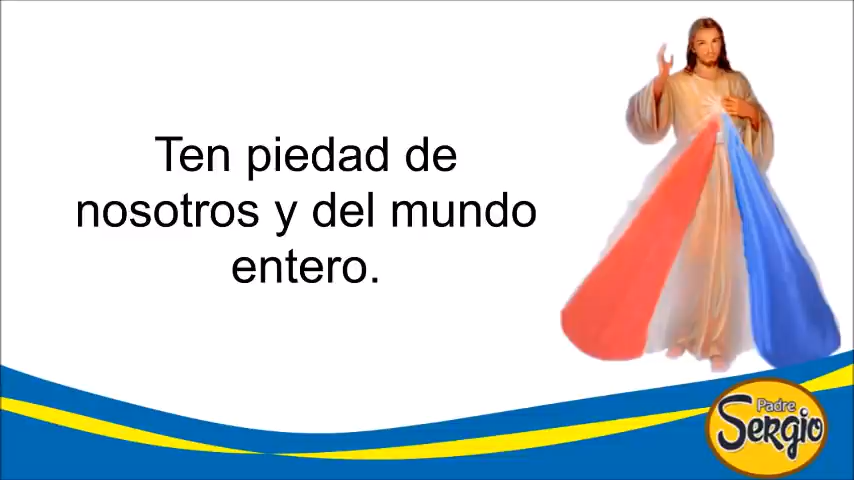 Ten piedad de
nosotros y del mundo
entero.
Padre
Sergio